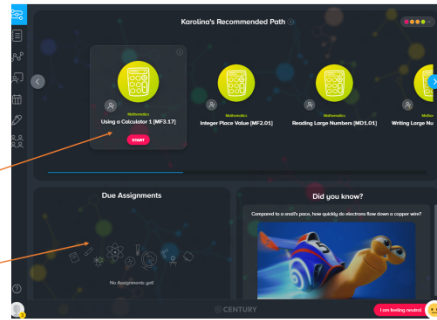 Karolina's Recommended Path
Mathematics
Using a Calculator 1 [MF3.17]
START
Mathematics
Integer Place Value [MF2.01]
Mathematics
Reading Large Numbers [MD1.01]
Mathematics
Writing Large Nu
Due Assignments
No Assignments yet!
Did you know?
Compared to a snail's pace, how quickly do electrons flow down a copper wire?
CENTURY
I am feeling neutral